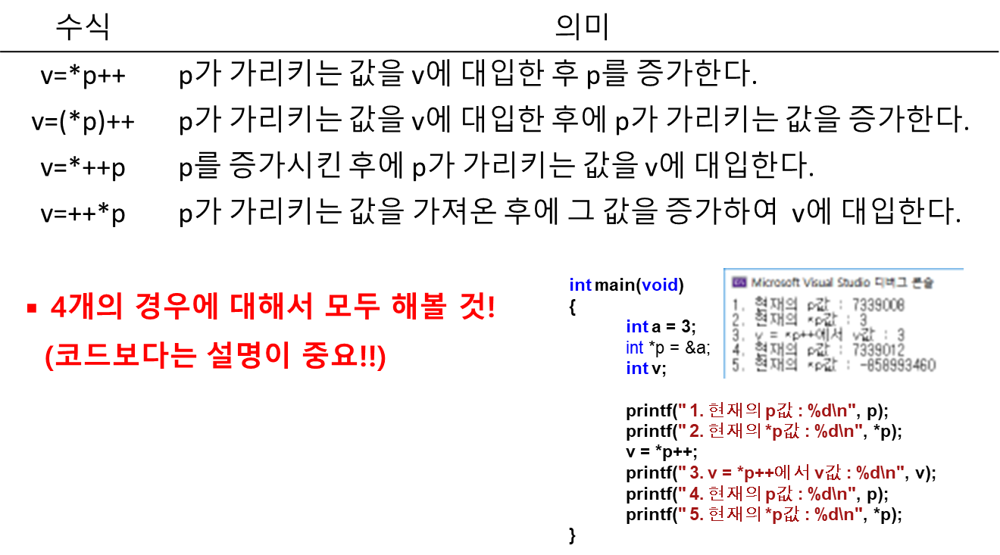 수식 의미
v=*p++ p가 가리키는 값을 v에 대입한 후 p를 증가한다.
v=(*p)++ p가 가리키는 값을 v에 대입한 후에 p가 가리키는 값을 증가한다.
v=*++p p를 증가시킨 후에 p가 가리키는 값을 v에 대입한다.
v=++*p p가 가리키는 값을 가져온 후에 그 값을 증가하여 v에 대입한다.
▪ 4개의 경우에 대해서 모두 해볼 것!
(코드보다는 설명이 중요!!)
int main(void)
{
int a = 3;
int *p = &a;
int v;
printf("1. 현재의 p값 : %d\n", p);
printf("2. 현재의 *p값 : %d\n", *p);
v = *p++;
printf("3. v = *p++에서 v값 : %d\n", v);
printf("4. 현재의 p값 : %d\n", p);
printf("5. 현재의 *p값 : %d\n", *p);
}
Microsoft Visual Studio 디버그 콘솔
1. 현재의 p값 : 7339008
2. 현재의 *p값 : 3
3. v = *p++에서 v값 : 3
4. 현재의 p값 : 7339012
5. 현재의 *p값 : -858993460